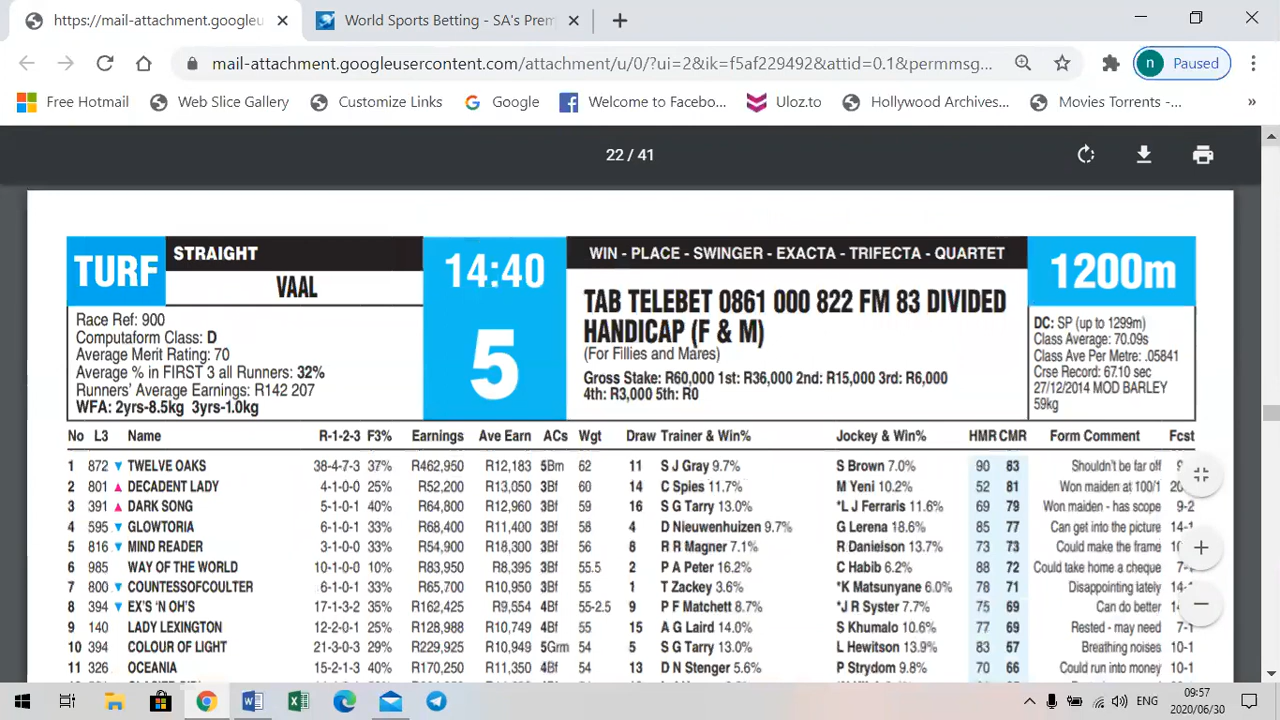 https://mail-attachment.googleu
World Sports Betting - SA's Prem
mail-attachment.googleusercontent.com/attachment/u/0/?ui=2&ik=f5af229492&attid=0.1&permmsg...
n Paused
Free Hotmail
Web Slice Gallery
Customize Links
Google
Welcome to Facebo...
Uloz.to
Hollywood Archives...
Movies Torrents -...
22 / 41
TURF
STRAIGHT
VAAL
Race Ref: 900
Computaform Class: D
Average Merit Rating: 70
Average % in FIRST 3 all Runners: 32%
Runners' Average Earnings: R142 207
WFA: 2yrs-8.5kg 3yrs-1.0kg
14:40
5
WIN - PLACE - SWINGER - EXACTA - TRIFECTA - QUARTET
TAB TELEBET 0861 000 822 FM 83 DIVIDED
HANDICAP (F & M)
(For Fillies and Mares)
Gross Stake: R60,000 1st: R36,000 2nd: R15,000 3rd: R6,000
4th: R3,000 5th: R0
1200m
DC: SP (up to 1299m)
Class Average: 70.09s
Class Ave Per Metre: .05841
Crse Record: 67.10 sec
27/12/2014 MOD BARLEY
59kg
No L3 Name R-1-2-3 F3% Earnings Ave Earn ACs Wgt Draw Trainer & Win% Jockey & Win% HMR CMR Form Comment Fcst
1 872 ▼ TWELVE OAKS 38-4-7-3 37% R462,950 R12,183 5Bm 62 11 S J Gray 9.7% S Brown 7.0% 90 83 Shouldn't be far off
2 801 ▲ DECADENT LADY 4-1-0-0 25% R52,200 R13,050 3Bf 60 14 C Spies 11.7% M Yeni 10.2% 52 81 Won maiden at 100/1 20
3 391 ▲ DARK SONG 5-1-0-1 40% R64,800 R12,960 3Bf 59 16 S G Tarry 13.0% *L J Ferraris 11.6% 69 79 Won maiden - has scope 9-2
4 595 ▼ GLOWTORIA 6-1-0-1 33% R68,400 R11,400 3Bf 58 4 D Nieuwenhuizen 9.7% G Lerena 18.6% 85 77 Can get into the picture 14-1
5 816 ▼ MIND READER 3-1-0-0 33% R54,900 R18,300 3Bf 56 8 R R Magner 7.1% R Danielson 13.7% 73 73 Could make the frame
6 985 WAY OF THE WORLD 10-1-0-0 10% R83,950 R8,395 3Bf 55.5 2 P A Peter 16.2% C Habib 6.2% 88 72 Could take home a cheque
7 800 ▼ COUNTESSOFCOULTER 6-1-0-1 33% R65,700 R10,950 3Bf 55 1 T Zackey 3.6% *K Matsunyane 6.0% 78 71 Disappointing lately 14-
8 394 ▼ EX'S 'N OH'S 17-1-3-2 35% R162,425 R9,554 4Bf 55-2.5 9 P F Matchett 8.7% *J R Syster 7.7% 75 69 Can do better
9 140 LADY LEXINGTON 12-2-0-1 25% R128,988 R10,749 4Bf 55 15 A G Laird 14.0% S Khumalo 10.6% 77 69 Rested - may need 7-1
10 394 COLOUR OF LIGHT 21-3-0-3 28% R229,925 R10,949 5Grm 54 5 S G Tarry 13.0% L Hewitson 13.9% 83 67 Breathing noises 10-1
11 326 OCEANIA 15-2-1-3 40% R170,250 R11,350 4Bf 54 13 D N Stenger 5.6% P Strydom 9.8% 70 66 Could run into money 10-1
ENG
09:57
2020/06/30